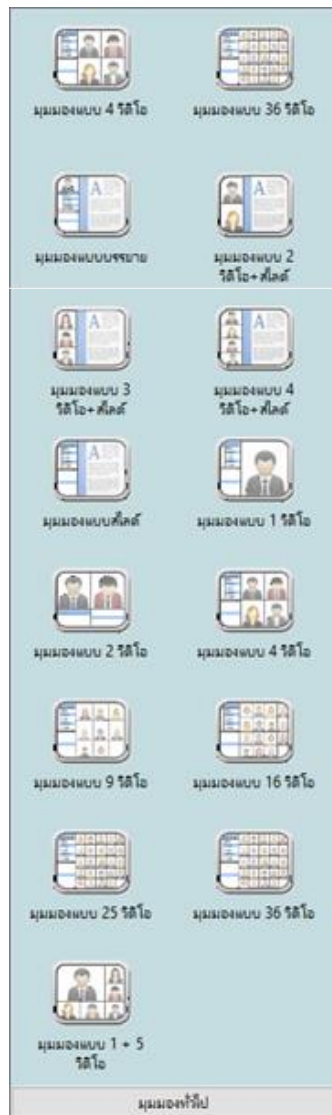 มุมมองแบบ 4 วิดีโอ
มุมมองแบบ 36 วิดีโอ
มุมมองแบบบรรยาย
มุมมองแบบ 2
วิดีโอ+สไลด์
มุมมองแบบ 3
วิดีโอ+สไลด์
มุมมองแบบ 4
วิดีโอ+สไลด์
มุมมองแบบสไลด์
มุมมองแบบ 1 วิดีโอ
มุมมองแบบ 2 วิดีโอ
มุมมองแบบ 4 วิดีโอ
มุมมองแบบ 9 วิดีโอ
มุมมองแบบ 16 วิดีโอ
มุมมองแบบ 25 วิดีโอ
มุมมองแบบ 36 วิดีโอ
มุมมองแบบ 1 + 5
วิดีโอ
มุมมองทั่วไป